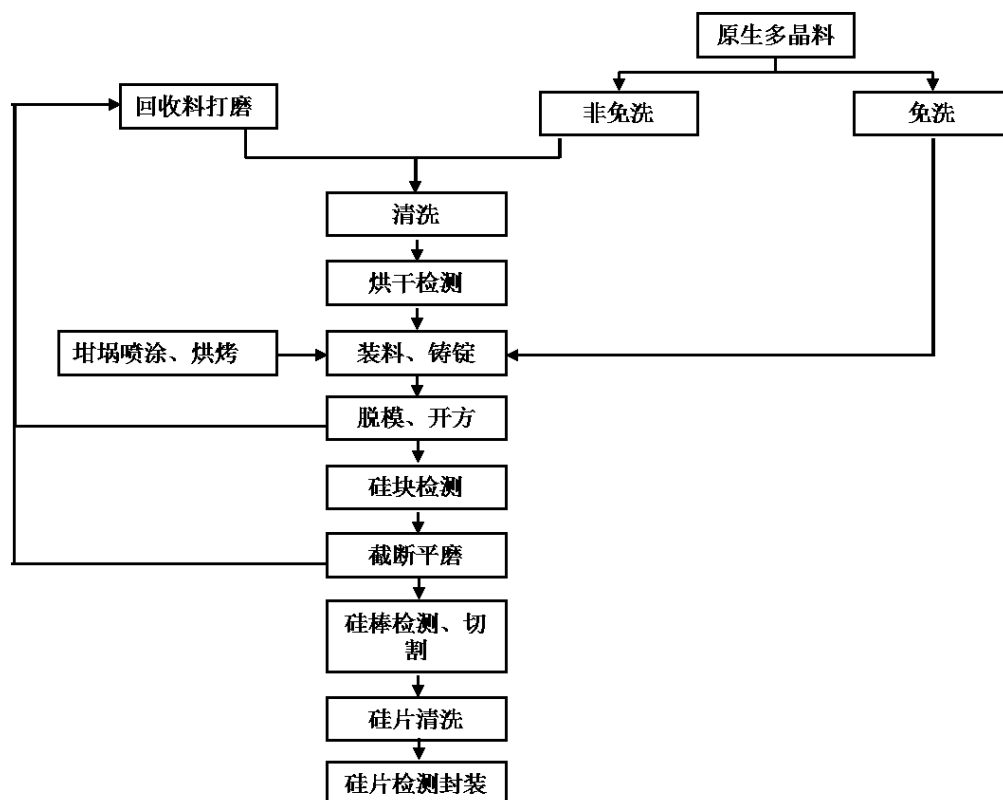 原生多晶料
回收料打磨
非免洗
免洗
清洗
烘干检测
坩埚喷涂、烘烤
装料、铸锭
脱模、开方
硅块检测
截断平磨
硅棒检测、切
割
硅片清洗
硅片检测封装